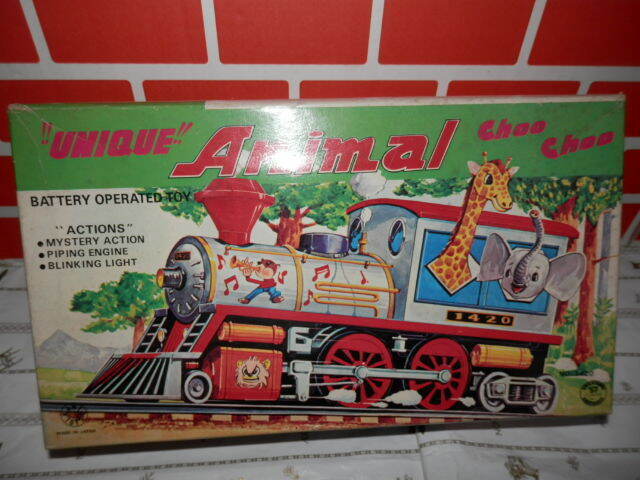 "UNIQUE" Animal Choo Choo
BATTERY OPERATED TOY
"ACTIONS"
• MYSTERY ACTION
• PIPING ENGINE
• BLINKING LIGHT
1420
MADE IN JAPAN